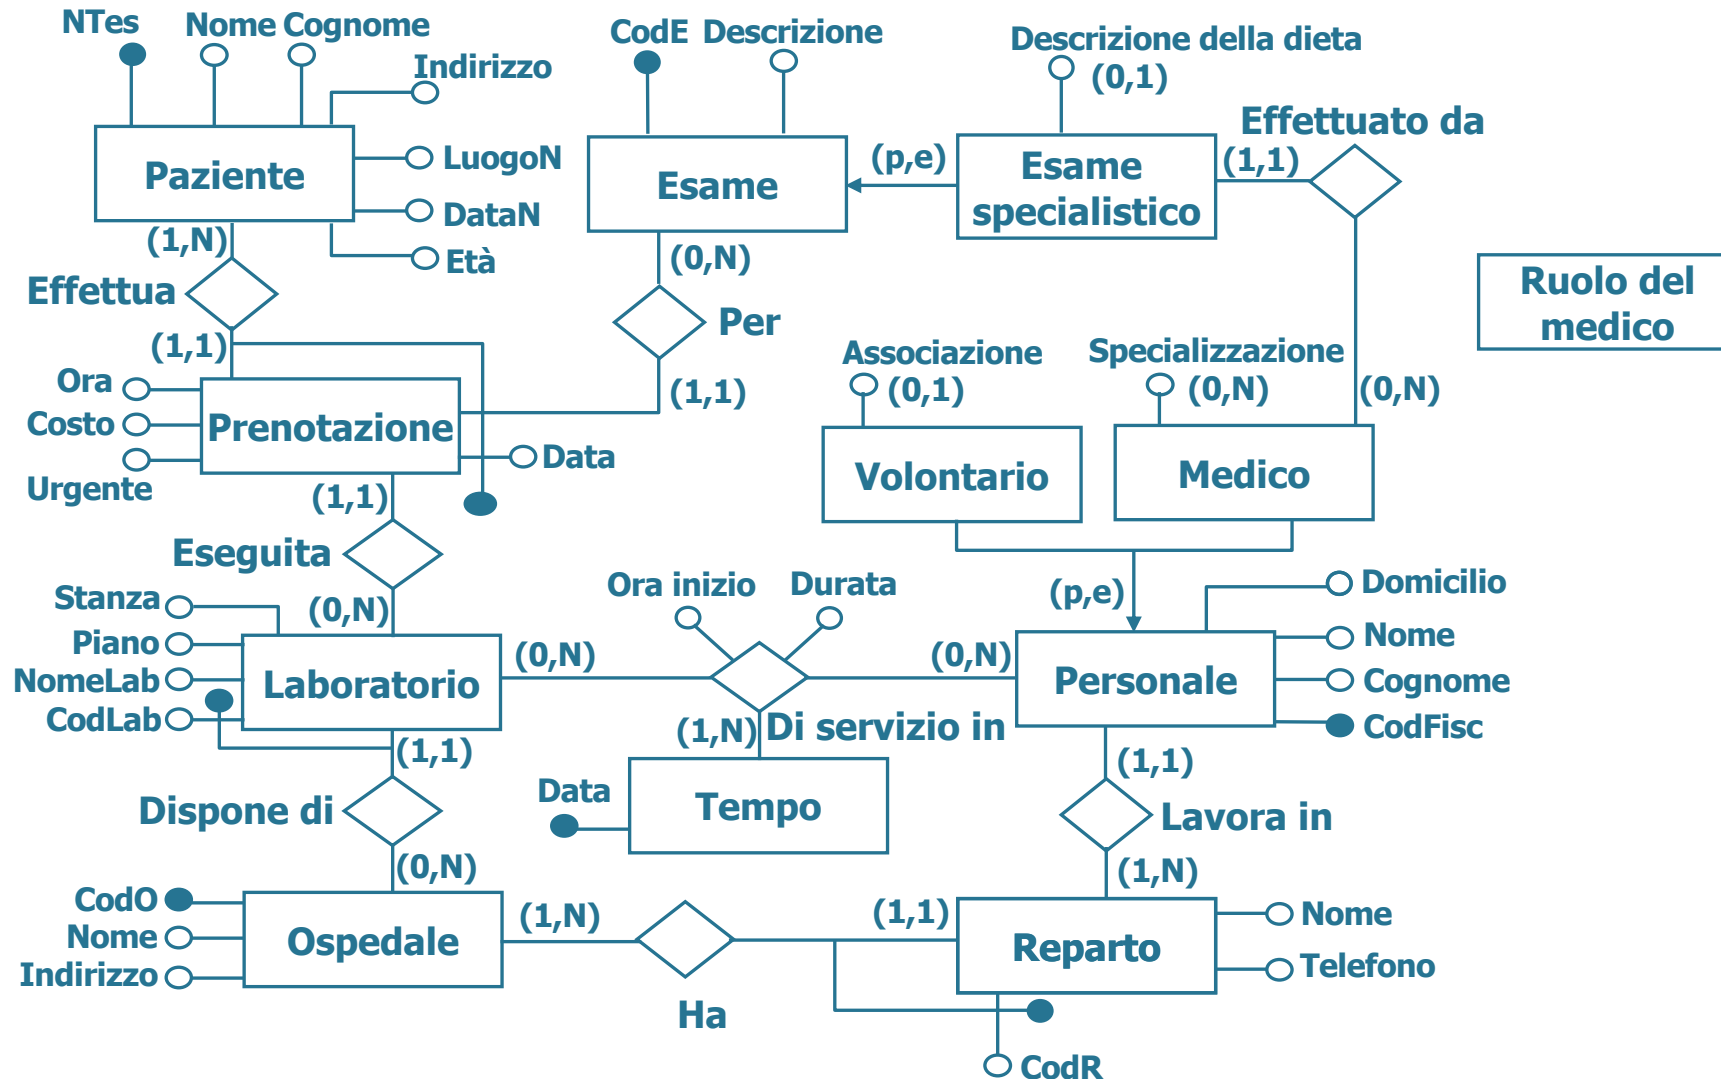 NTes
Nome Cognome
Indirizzo
Paziente
LuogoN
DataN
Età
(1,N)
Effettua
(1,1)
CodE Descrizione
Esame
(0,N)
Per
(1,1)
(p,e)
Descrizione della dieta
(0,1)
Esame
specialistico
Effettuato da
(1,1)
(0,N)
Ruolo del
medico
Ora
Costo
Urgente
Prenotazione
Data
(1,1)
Eseguita
(0,N)
Associazione
(0,1)
Volontario
Specializzazione
(0,N)
Medico
(p,e)
Stanza
Piano
NomeLab
CodLab
Laboratorio
(0,N)
Ora inizio
Durata
(0,N)
Di servizio in
(1,N)
Personale
Domicilio
Nome
Cognome
CodFisc
(1,1)
Dispone di
(0,N)
Data
Tempo
(1,1)
Lavora in
(1,N)
CodO
Nome
Indirizzo
Ospedale
(1,N)
Ha
(1,1)
Reparto
Nome
Telefono
CodR